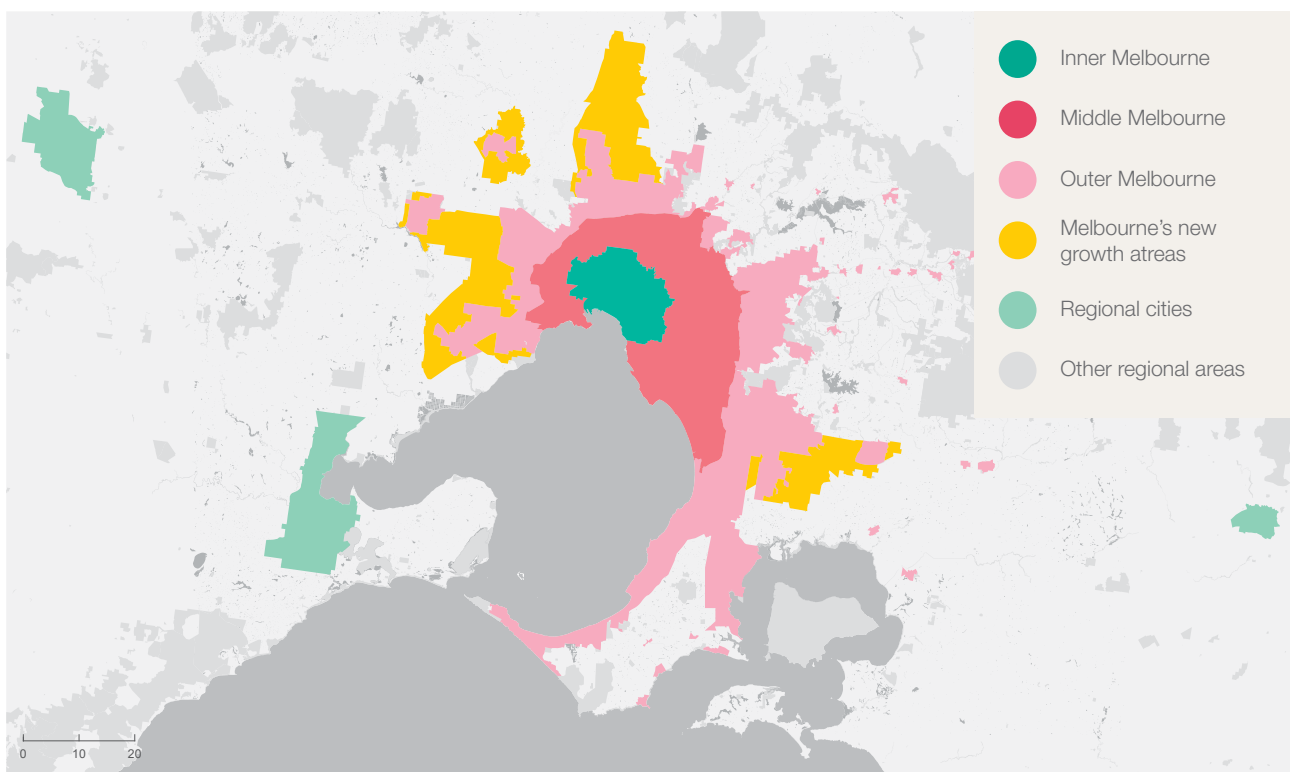 Inner Melbourne
Middle Melbourne
Outer Melbourne
Melbourne's new
growth atreas
Regional cities
Other regional areas
0 10 20